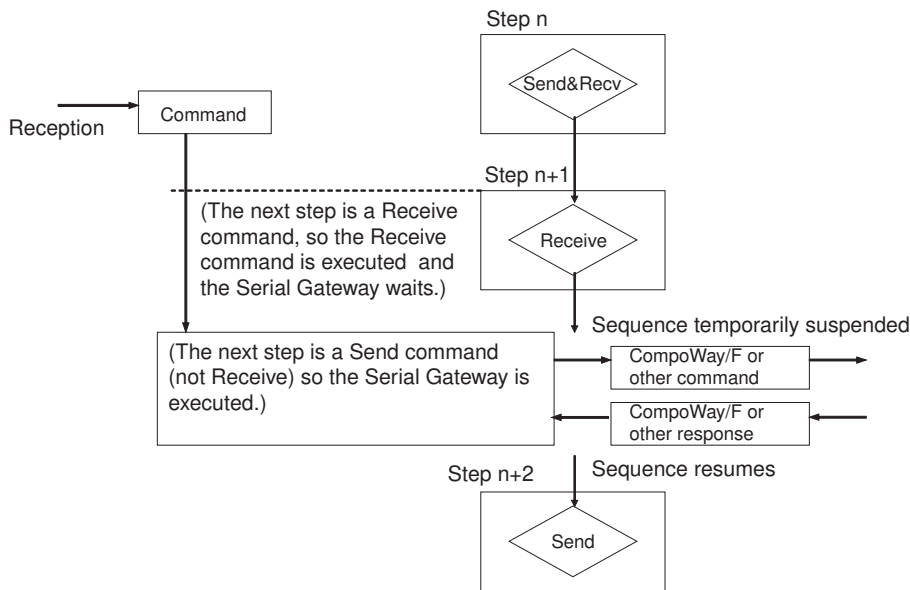 Step n
Send&Recv
Reception
Command
Step n+1
(The next step is a Receive
command, so the Receive
command is executed and
the Serial Gateway waits.)
Receive
Sequence temporarily suspended
(The next step is a Send command
(not Receive) so the Serial Gateway is
executed.)
CompoWay/F or
other command
CompoWay/F or
other response
Step n+2
Sequence resumes
Send